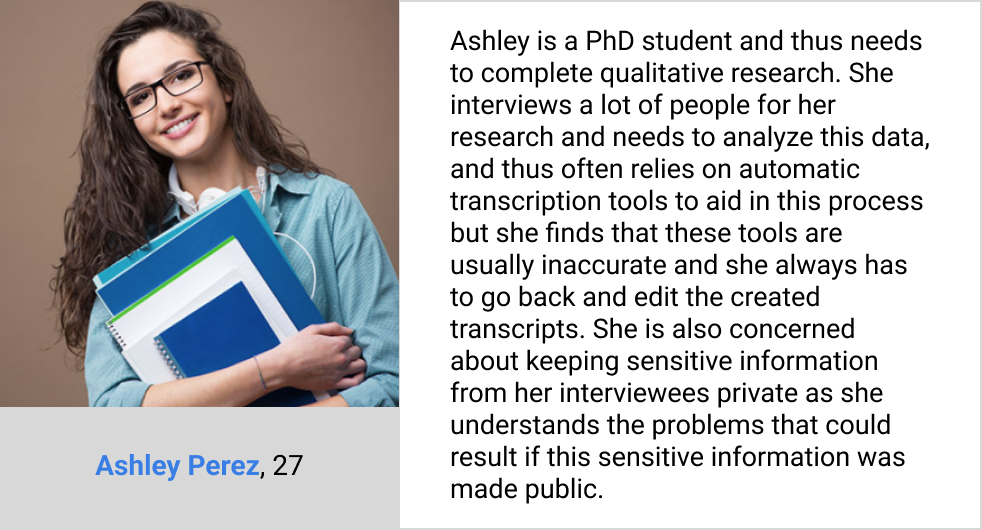 Ashley is a PhD student and thus needs
to complete qualitative research. She
interviews a lot of people for her
research and needs to analyze this data,
and thus often relies on automatic
transcription tools to aid in this process
but she finds that these tools are
usually inaccurate and she always has
to go back and edit the created
transcripts. She is also concerned
about keeping sensitive information
from her interviewees private as she
understands the problems that could
result if this sensitive information was
made public.
Ashley Perez, 27